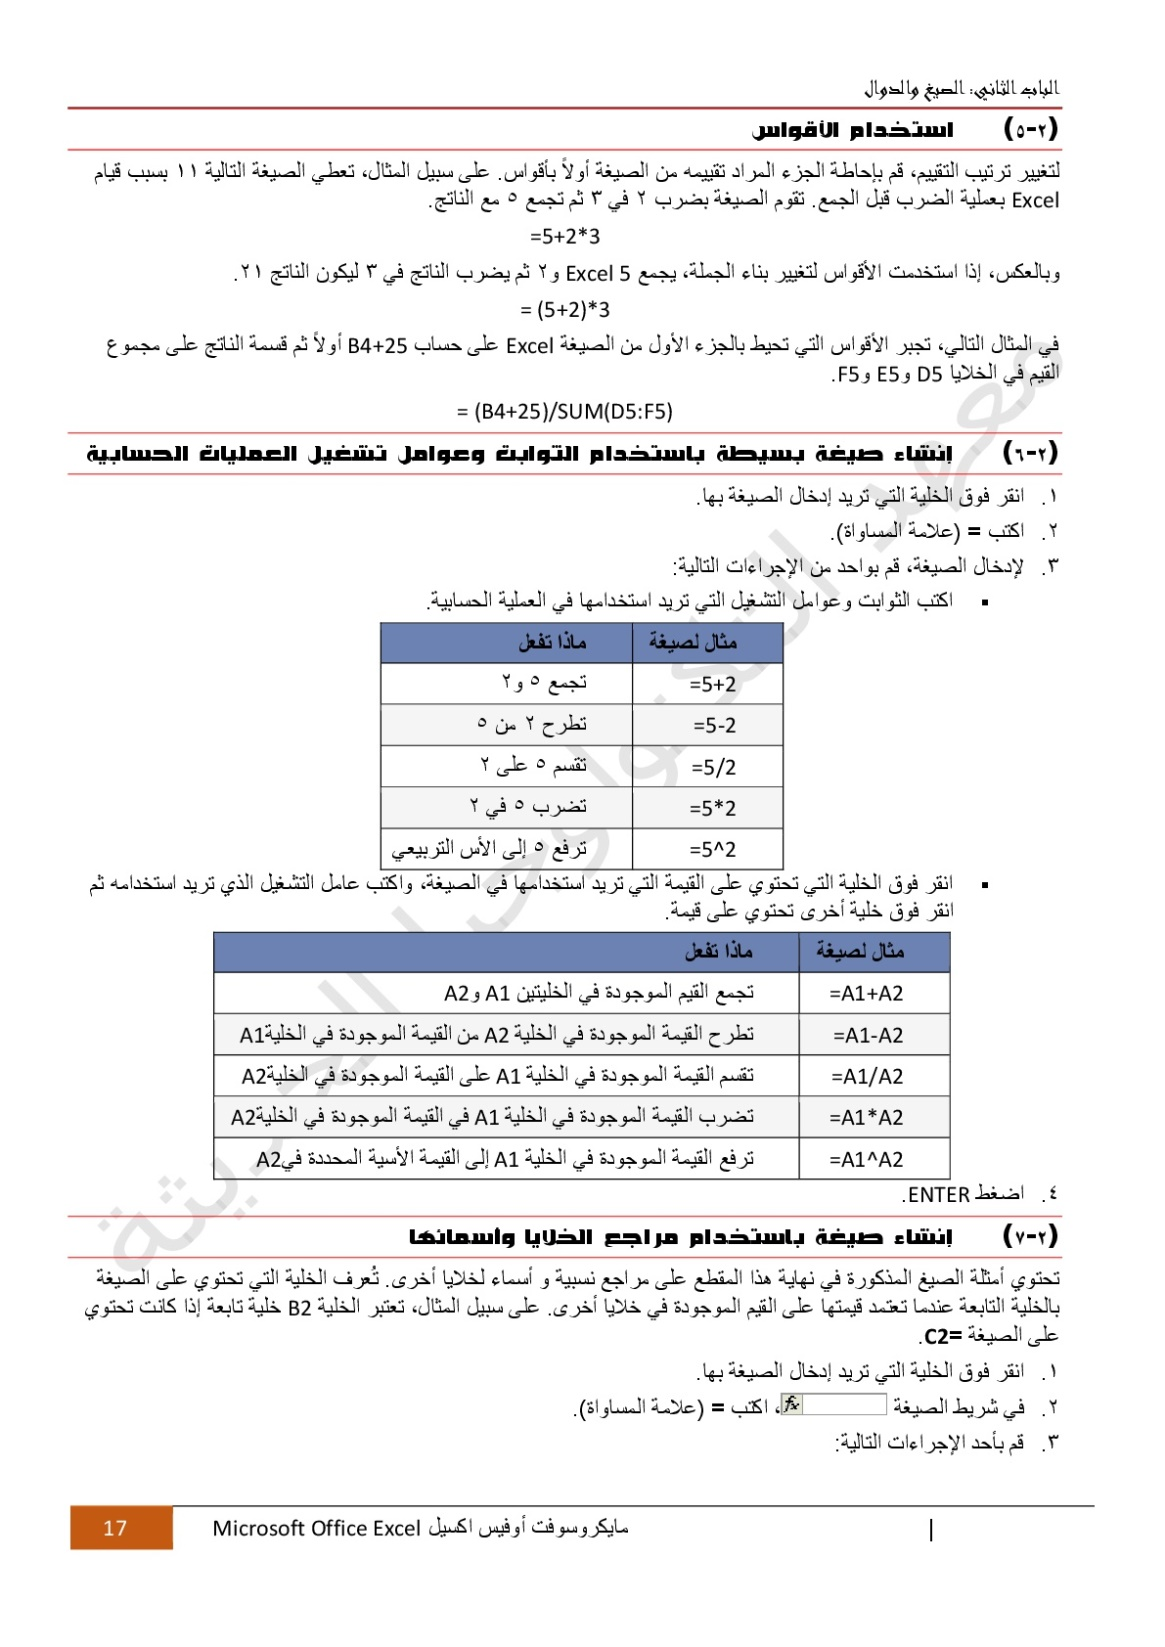 الباب الثاني: الصيغ والدوال
(٢-٥) استخدام الأقواس
لتغيير ترتيب التقييم، قم بإحاطة الجزء المراد تقييمه من الصيغة أولاً بأقواس. على سبيل المثال، تعطي الصيغة التالية ١١ بسبب قيام
Excel بعملية الضرب قبل الجمع. تقوم الصيغة بضرب ٢ في ٣ ثم تجمع ٥ مع الناتج.
=5+2*3
وبالعكس، إذا استخدمت الأقواس لتغيير بناء الجملة، يجمع Excel 5 و٢ ثم يضرب الناتج في ٣ ليكون الناتج ٢١.
= (5+2)*3
في المثال التالي، تجبر الأقواس التي تحيط بالجزء الأول من الصيغة Excel على حساب B4+25 أولاً ثم قسمة الناتج على مجموع
القيم في الخلايا D5 وE5 وF5.
= (B4+25)/SUM(D5:F5)
(٢-٦) إنشاء صيغة بسيطة باستخدام الثوابت وعوامل تشغيل العمليات الحسابية
١. انقر فوق الخلية التي تريد إدخال الصيغة بها.
٢. اكتب = (علامة المساواة).
٣. لإدخال الصيغة، قم بواحد من الإجراءات التالية:
▪ اكتب الثوابت وعوامل التشغيل التي تريد استخدامها في العملية الحسابية.
مثال لصيغة ماذا تفعل
=5+2 تجمع ٥ و٢
=5-2 تطرح ٢ من ٥
=5/2 تقسم ٥ على ٢
=5*2 تضرب ٥ في ٢
=5^2 ترفع ٥ إلى الأس التربيعي
▪ انقر فوق الخلية التي تحتوي على القيمة التي تريد استخدامها في الصيغة، واكتب عامل التشغيل الذي تريد استخدامه ثم
انقر فوق خلية أخرى تحتوي على قيمة.
مثال لصيغة ماذا تفعل
=A1+A2 تجمع القيم الموجودة في الخليتين A1 وA2
=A1-A2 تطرح القيمة الموجودة في الخلية A2 من القيمة الموجودة في الخليةA1
=A1/A2 تقسم القيمة الموجودة في الخلية A1 على القيمة الموجودة في الخليةA2
=A1*A2 تضرب القيمة الموجودة في الخلية A1 في القيمة الموجودة في الخليةA2
=A1^A2 ترفع القيمة الموجودة في الخلية A1 إلى القيمة الأسية المحددة فيA2
٤. اضغط ENTER.
(٢-٧) إنشاء صيغة باستخدام مراجع الخلايا وأسمائها
تحتوي أمثلة الصيغ المذكورة في نهاية هذا المقطع على مراجع نسبية و أسماء لخلايا أخرى. تُعرف الخلية التي تحتوي على الصيغة
بالخلية التابعة عندما تعتمد قيمتها على القيم الموجودة في خلايا أخرى. على سبيل المثال، تعتبر الخلية B2 خلية تابعة إذا كانت تحتوي
على الصيغة =C2.
١. انقر فوق الخلية التي تريد إدخال الصيغة بها.
٢. في شريط الصيغة fx، اكتب = (علامة المساواة).
٣. قم بأحد الإجراءات التالية:
| مايكروسوفت أوفيس اكسيل Microsoft Office Excel 17
معهد التكنولوجيا الحديثة